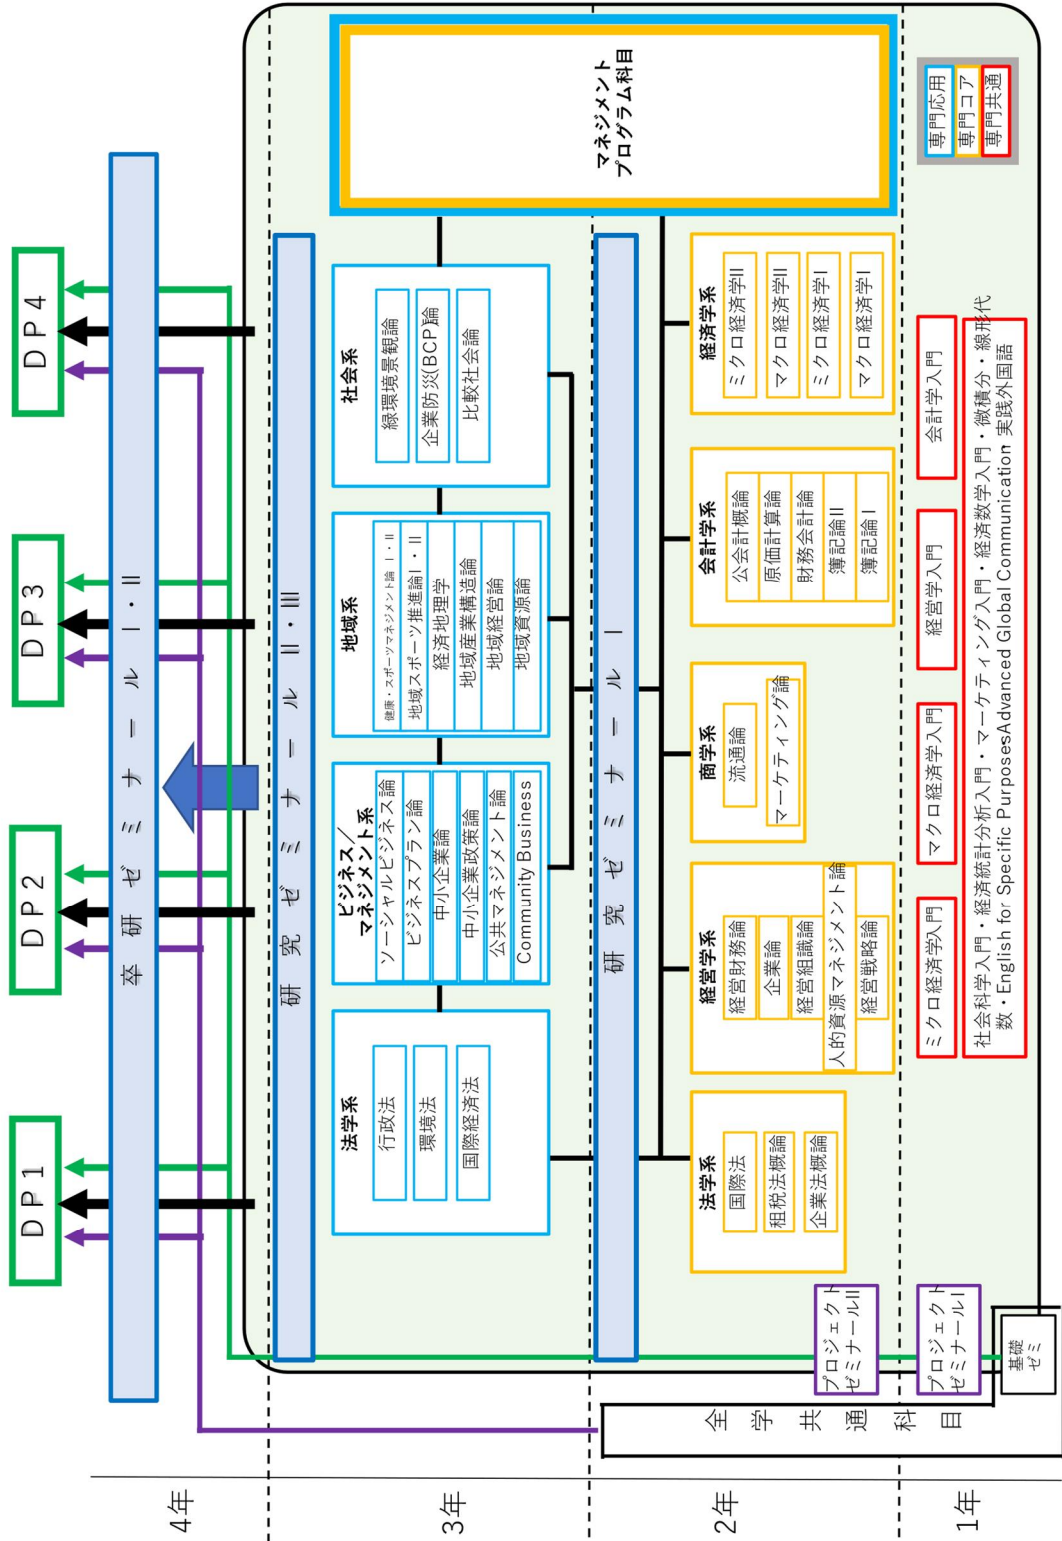 DP1
DP2
DP3
DP4
4年
卒研ゼミナール Ⅰ・Ⅱ
3年
研究ゼミナール Ⅱ・Ⅲ
法学系
行政法
環境法
国際経済法
ビジネス/
マネジメント系
ソーシャルビジネス論
ビジネスプラン論
中小企業論
中小企業政策論
公共マネジメント論
Community Business
地域系
健康・スポーツマネジメント論 Ⅰ・Ⅱ
地域スポーツ推進論Ⅰ・Ⅱ
経済地理学
地域産業構造論
地域経営論
地域資源論
社会系
緑環境景観論
企業防災(BCP)論
比較社会論
マネジメント
プログラム科目
2年
研究ゼミナール Ⅰ
法学系
国際法
租税法概論
企業法概論
経営学系
経営財務論
企業論
経営組織論
人的資源マネジメント論
経営戦略論
商学系
流通論
マーケティング論
会計学系
公会計概論
原価計算論
財務会計論
簿記論Ⅱ
簿記論Ⅰ
経済学系
ミクロ経済学Ⅱ
マクロ経済学Ⅱ
ミクロ経済学Ⅰ
マクロ経済学Ⅰ
全学共通科目
プロジェクト
ゼミナールⅡ
1年
プロジェクト
ゼミナールⅠ
基礎
ゼミ
ミクロ経済学入門
マクロ経済学入門
経営学入門
会計学入門
社会科学入門・経済統計分析入門・マーケティング入門・経済数学入門・微積分・線形代
数・English for Specific PurposesAdvanced Global Communication・実践外国語
専門応用
専門コア
専門共通